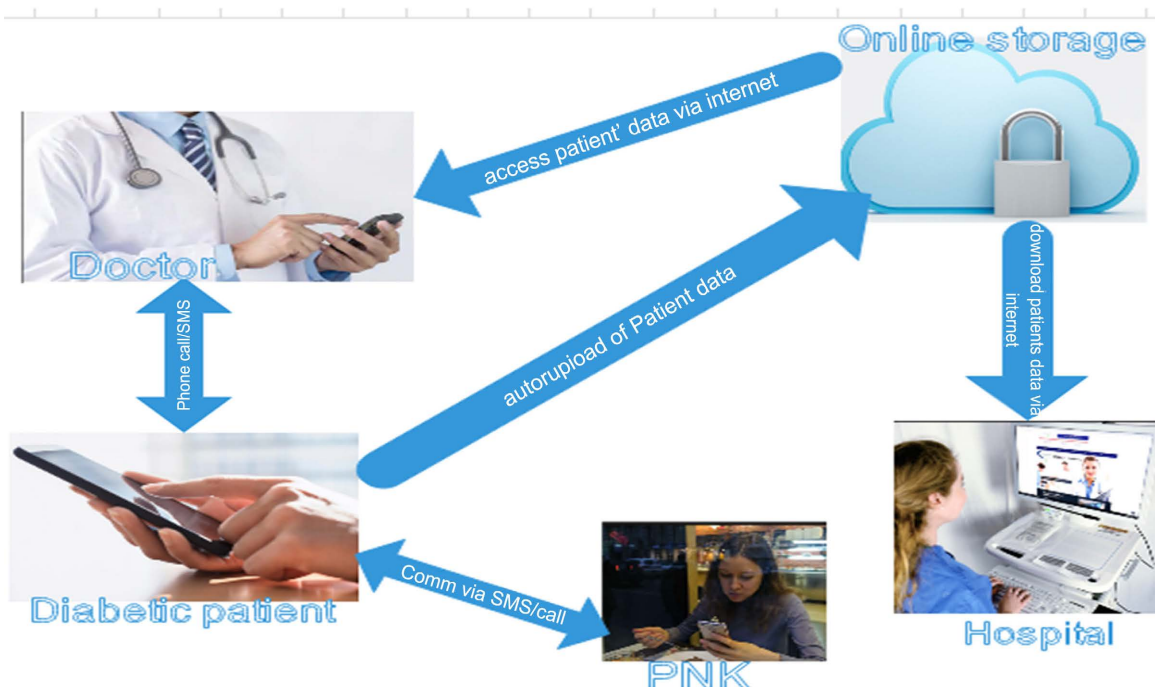 Online storage
access patient' data via internet
Doctor
download patients data via
internet
autorupioad of Patient data
Phone call/SMS
Comm via SMS/call
Diabetic patient
Hospital
PNK